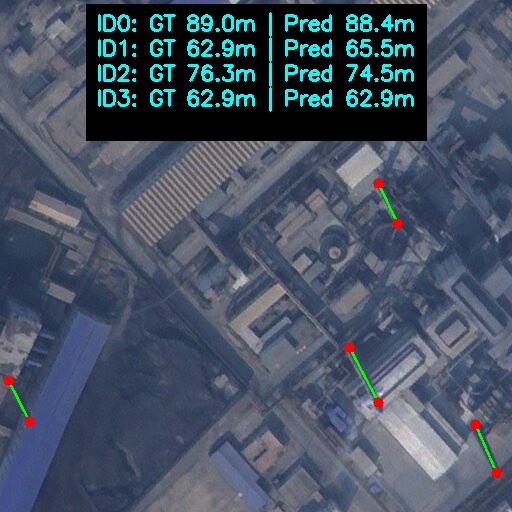 ID0: GT 89.0m | Pred 88.4m
ID1: GT 62.9m | Pred 65.5m
ID2: GT 76.3m | Pred 74.5m
ID3: GT 62.9m | Pred 62.9m